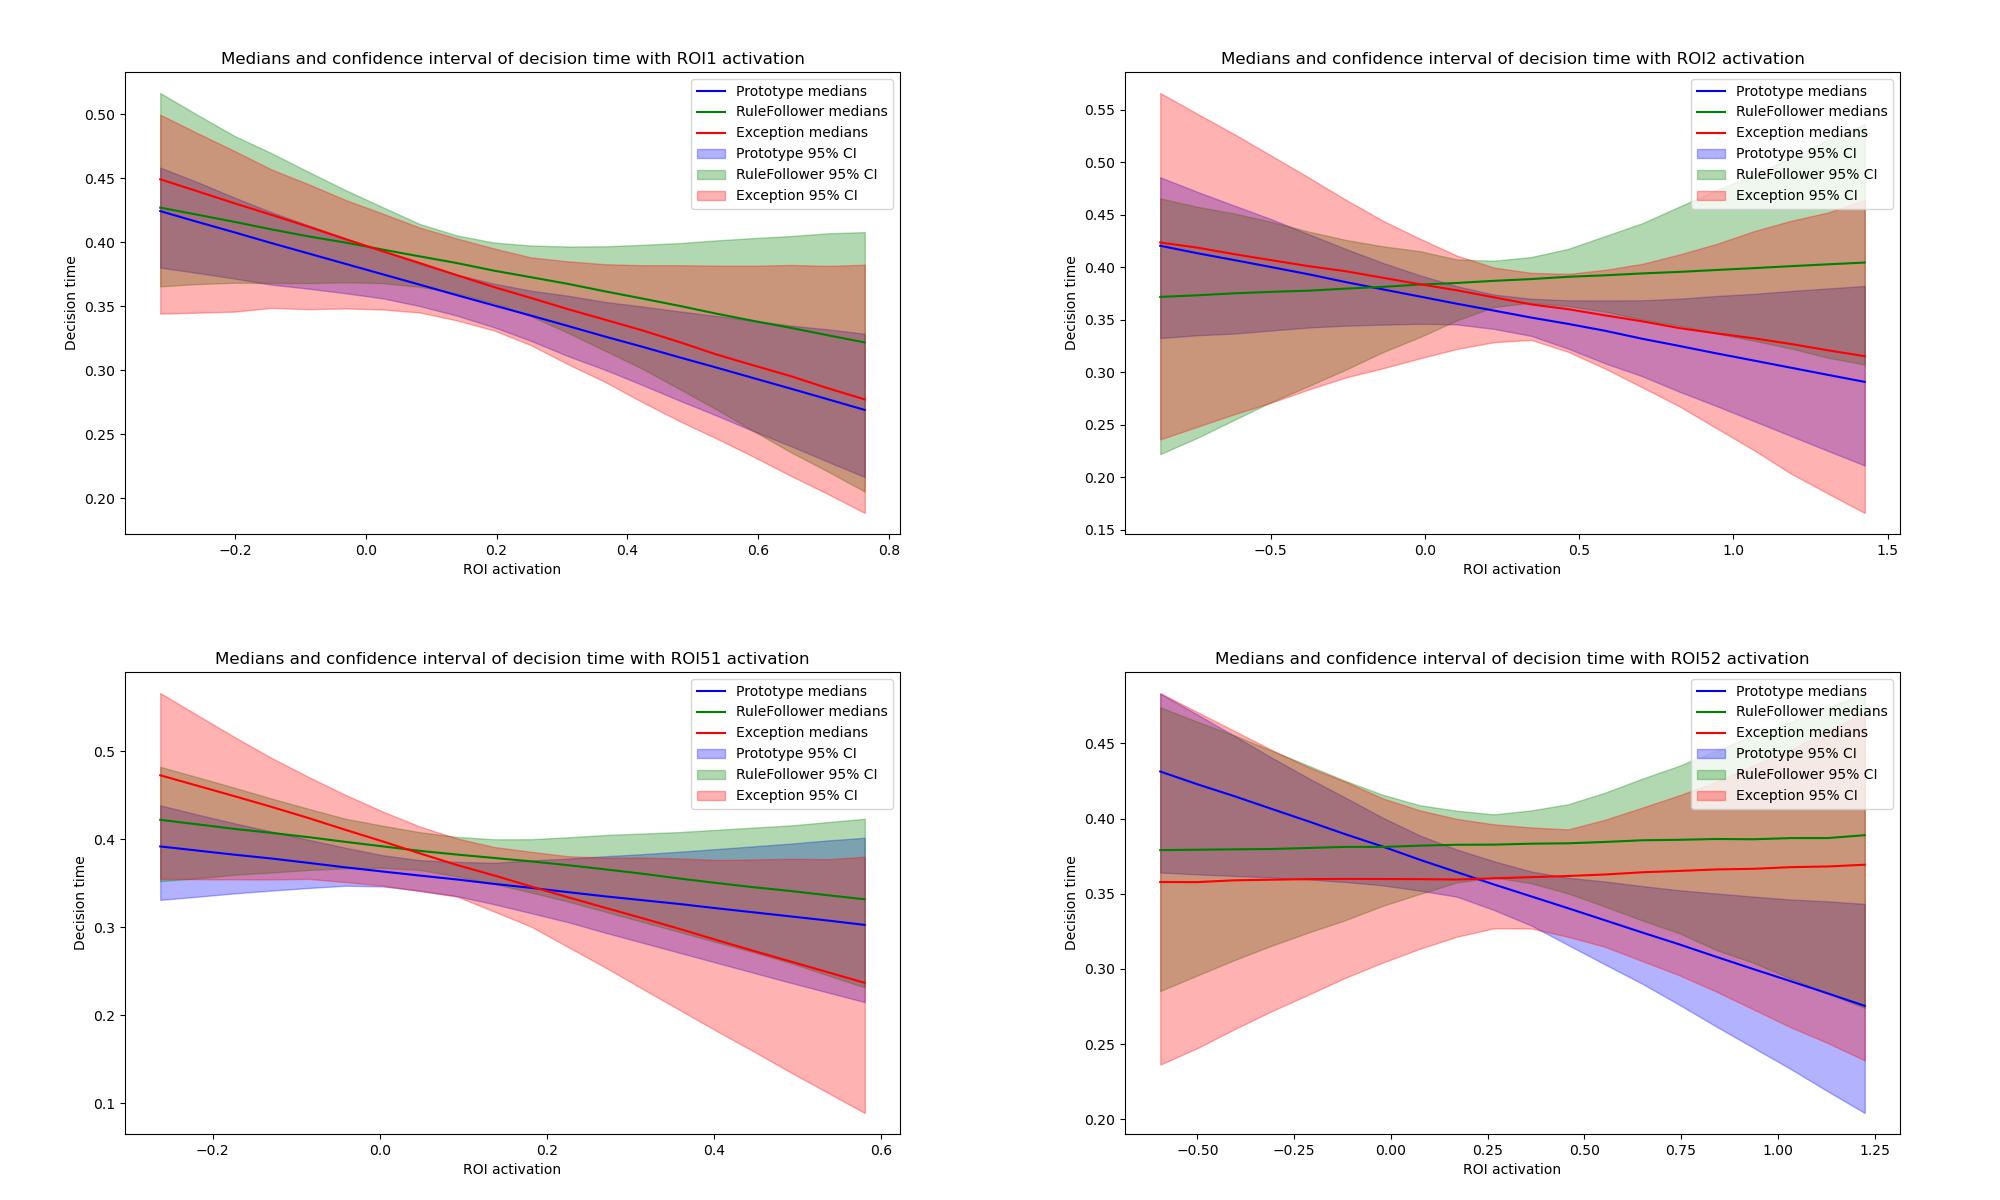 Medians and confidence interval of decision time with ROI1 activation
Prototype medians
RuleFollower medians
Exception medians
Prototype 95% CI
RuleFollower 95% CI
Exception 95% CI
0.50
0.45
0.40
0.35
0.30
0.25
0.20
Decision time
−0.2 0.0 0.2 0.4 0.6 0.8
ROI activation
Medians and confidence interval of decision time with ROI2 activation
Prototype medians
RuleFollower medians
Exception medians
Prototype 95% CI
RuleFollower 95% CI
Exception 95% CI
0.55
0.50
0.45
0.40
0.35
0.30
0.25
0.20
0.15
Decision time
−0.5 0.0 0.5 1.0 1.5
ROI activation
Medians and confidence interval of decision time with ROI51 activation
Prototype medians
RuleFollower medians
Exception medians
Prototype 95% CI
RuleFollower 95% CI
Exception 95% CI
0.5
0.4
0.3
0.2
0.1
Decision time
−0.2 0.0 0.2 0.4 0.6
ROI activation
Medians and confidence interval of decision time with ROI52 activation
Prototype medians
RuleFollower medians
Exception medians
Prototype 95% CI
RuleFollower 95% CI
Exception 95% CI
0.45
0.40
0.35
0.30
0.25
0.20
Decision time
−0.50 −0.25 0.00 0.25 0.50 0.75 1.00 1.25
ROI activation